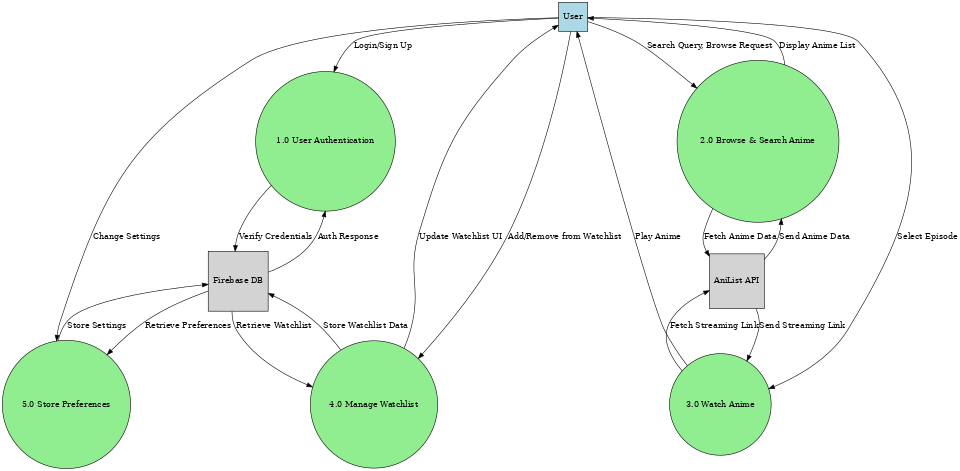 User
Login/Sign Up
Search Query, Browse Request
Display Anime List
1.0 User Authentication
2.0 Browse & Search Anime
Change Settings
Verify Credentials
Auth Response
Update Watchlist UI
Add/Remove from Watchlist
Play Anime
Fetch Anime Data
Send Anime Data
Select Episode
Firebase DB
AniList API
Store Settings
Retrieve Preferences
Retrieve Watchlist
Store Watchlist Data
Fetch Streaming Link
Send Streaming Link
5.0 Store Preferences
4.0 Manage Watchlist
3.0 Watch Anime